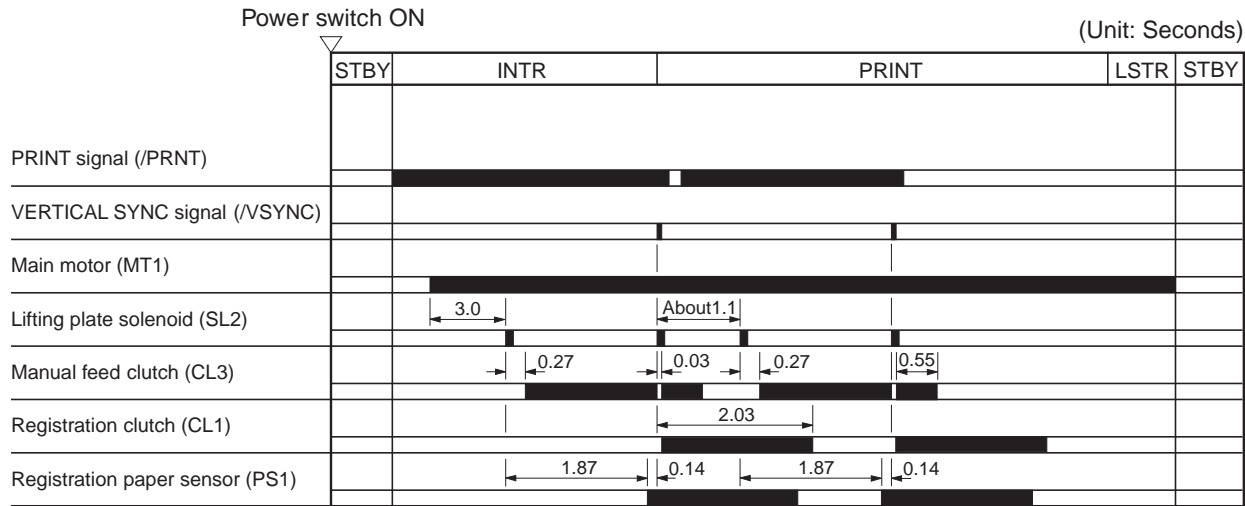 Power switch ON
(Unit: Seconds)
STBY INTR PRINT LSTR STBY
PRINT signal (/PRNT)
VERTICAL SYNC signal (/VSYNC)
Main motor (MT1)
3.0 About1.1
Lifting plate solenoid (SL2)
0.27 0.03 0.27 0.55
Manual feed clutch (CL3)
2.03
Registration clutch (CL1)
1.87 0.14 1.87 0.14
Registration paper sensor (PS1)